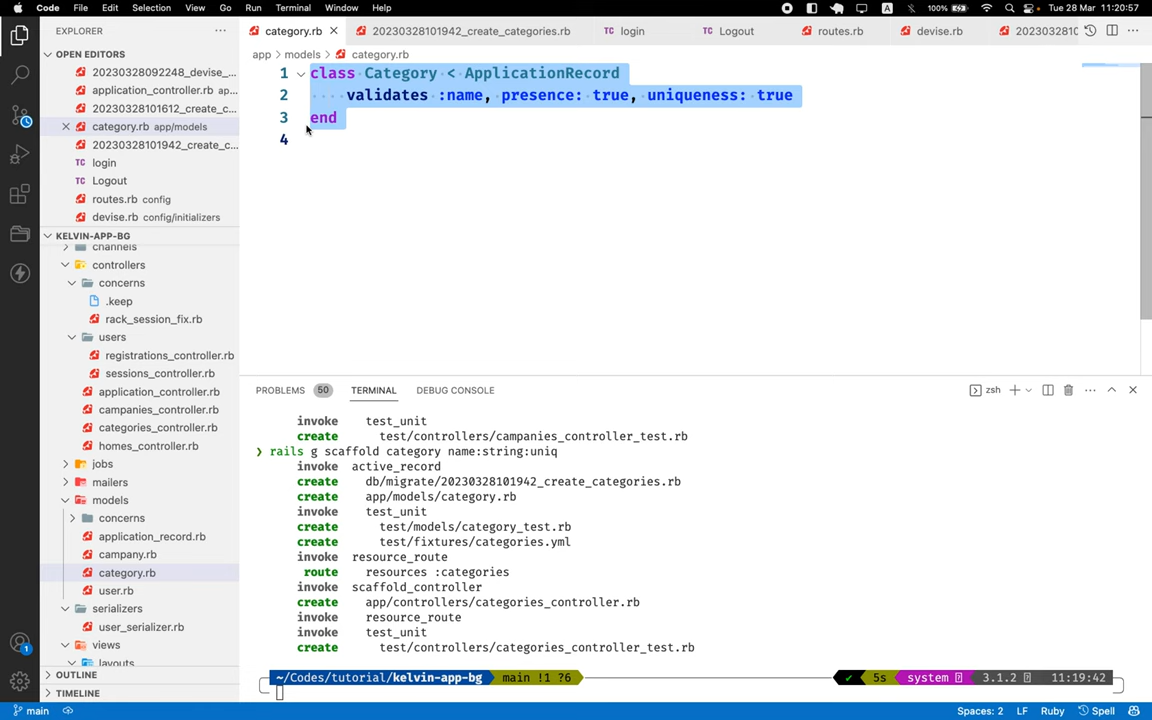 Code File Edit Selection View Go Run Terminal Window Help 100% Tue 28 Mar 11:20:57
EXPLORER
category.rb 20230328101942_create_categories.rb login Logout routes.rb devise.rb 202303281
OPEN EDITORS
20230328092248_devise_...
application_controller.rb ap...
20230328101612_create_c...
category.rb app/models
20230328101942_create_c...
login
Logout
routes.rb config
devise.rb config/initializers
KELVIN-APP-BG
channels
controllers
concerns
.keep
rack_session_fix.rb
users
registrations_controller.rb
sessions_controller.rb
application_controller.rb
campanies_controller.rb
categories_controller.rb
homes_controller.rb
jobs
mailers
models
concerns
application_record.rb
campany.rb
category.rb
user.rb
serializers
user_serializer.rb
views
layouts
OUTLINE
TIMELINE
app > models > category.rb
1 class Category < ApplicationRecord
2 validates :name, presence: true, uniqueness: true
3 end
4
PROBLEMS 50 TERMINAL DEBUG CONSOLE zsh
invoke test_unit
create test/controllers/campanies_controller_test.rb
❯ rails g scaffold category name:string:uniq
invoke active_record
create db/migrate/20230328101942_create_categories.rb
create app/models/category.rb
invoke test_unit
create test/models/category_test.rb
create test/fixtures/categories.yml
invoke resource_route
route resources :categories
invoke scaffold_controller
create app/controllers/categories_controller.rb
invoke resource_route
invoke test_unit
create test/controllers/categories_controller_test.rb
~/Codes/tutorial/kelvin-app-bg main !1 ?6 ✔ 5s system 3.1.2 11:19:42
main Spaces: 2 LF Ruby Spell